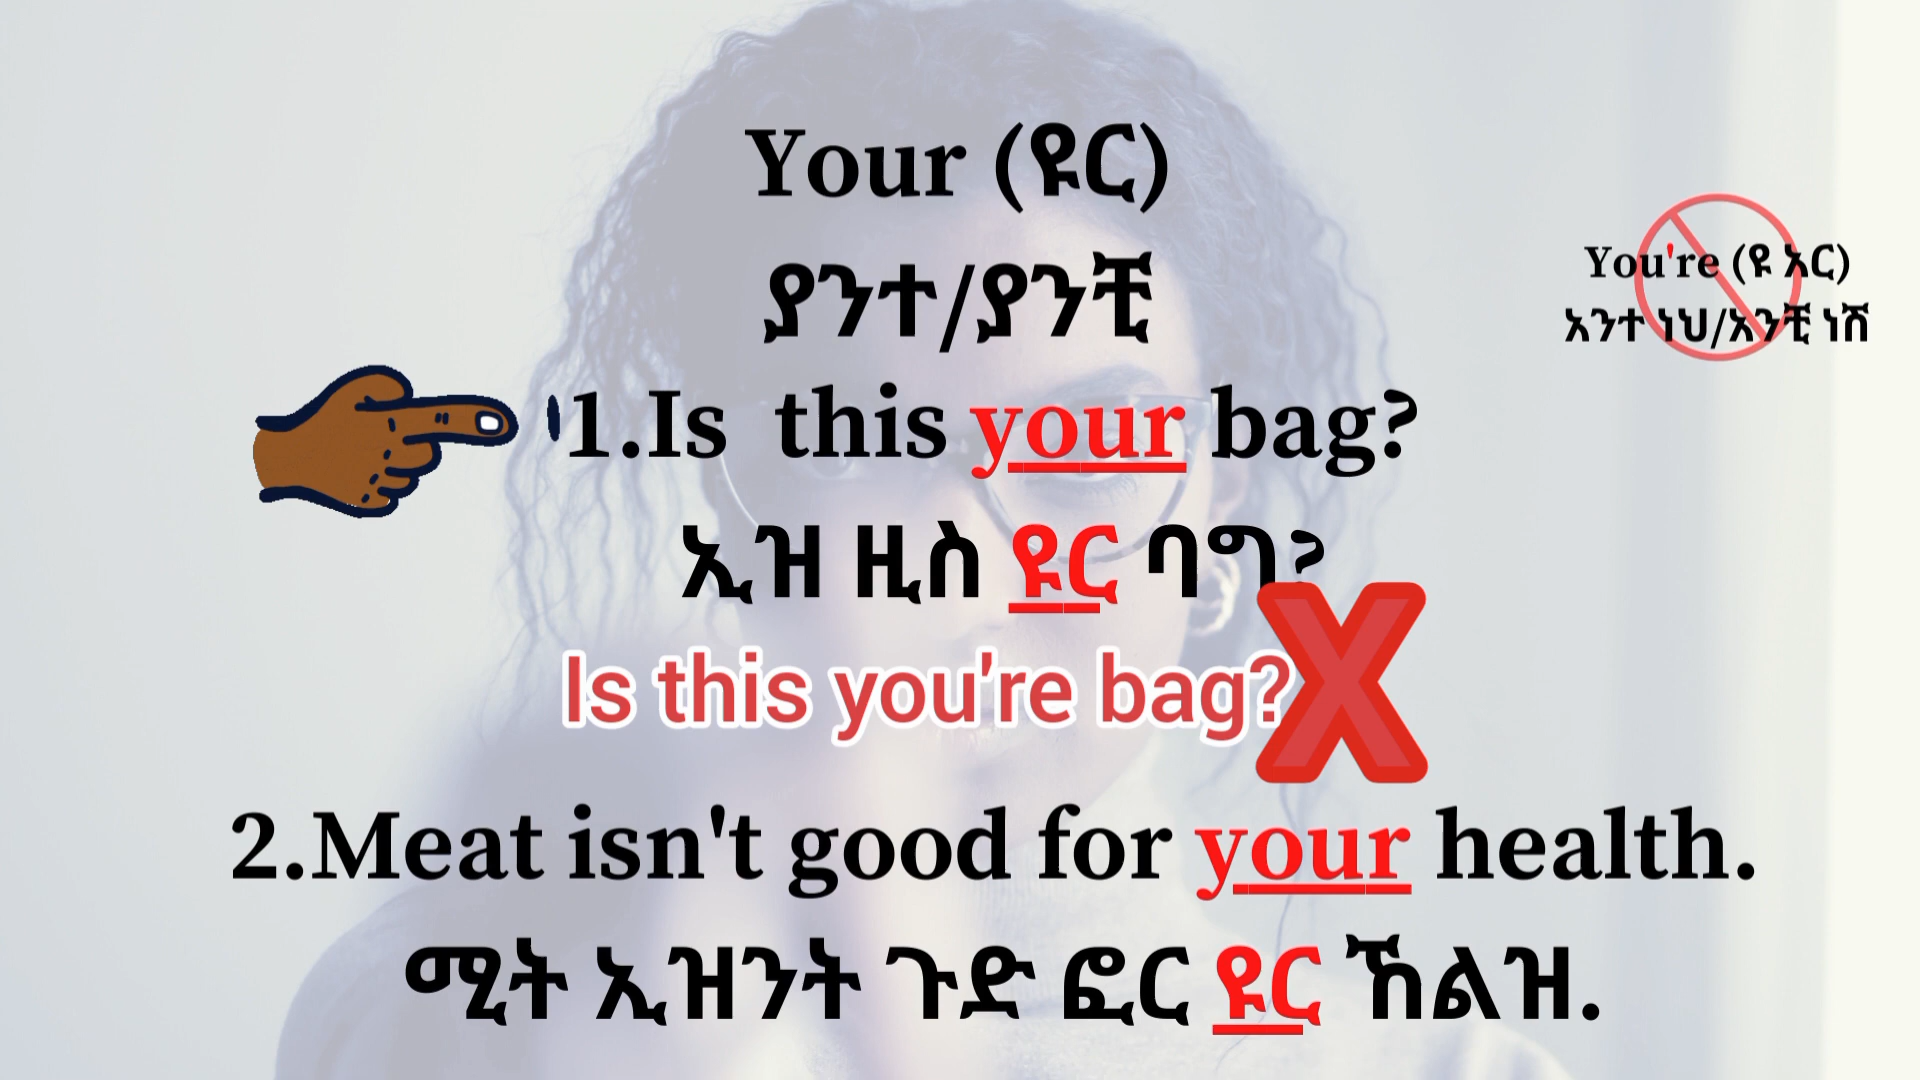 Your (ዩር)
ያንተ/ያንቺ
You're (ዩ አር)
አንተ ነህ/አንቺ ነሽ
1.Is this your bag?
ኢዝ ዚስ ዩር ባግ?
Is this you're bag?
X
2.Meat isn't good for your health.
ሚት ኢዝንት ጉድ ፎር ዩር ኸልዝ.